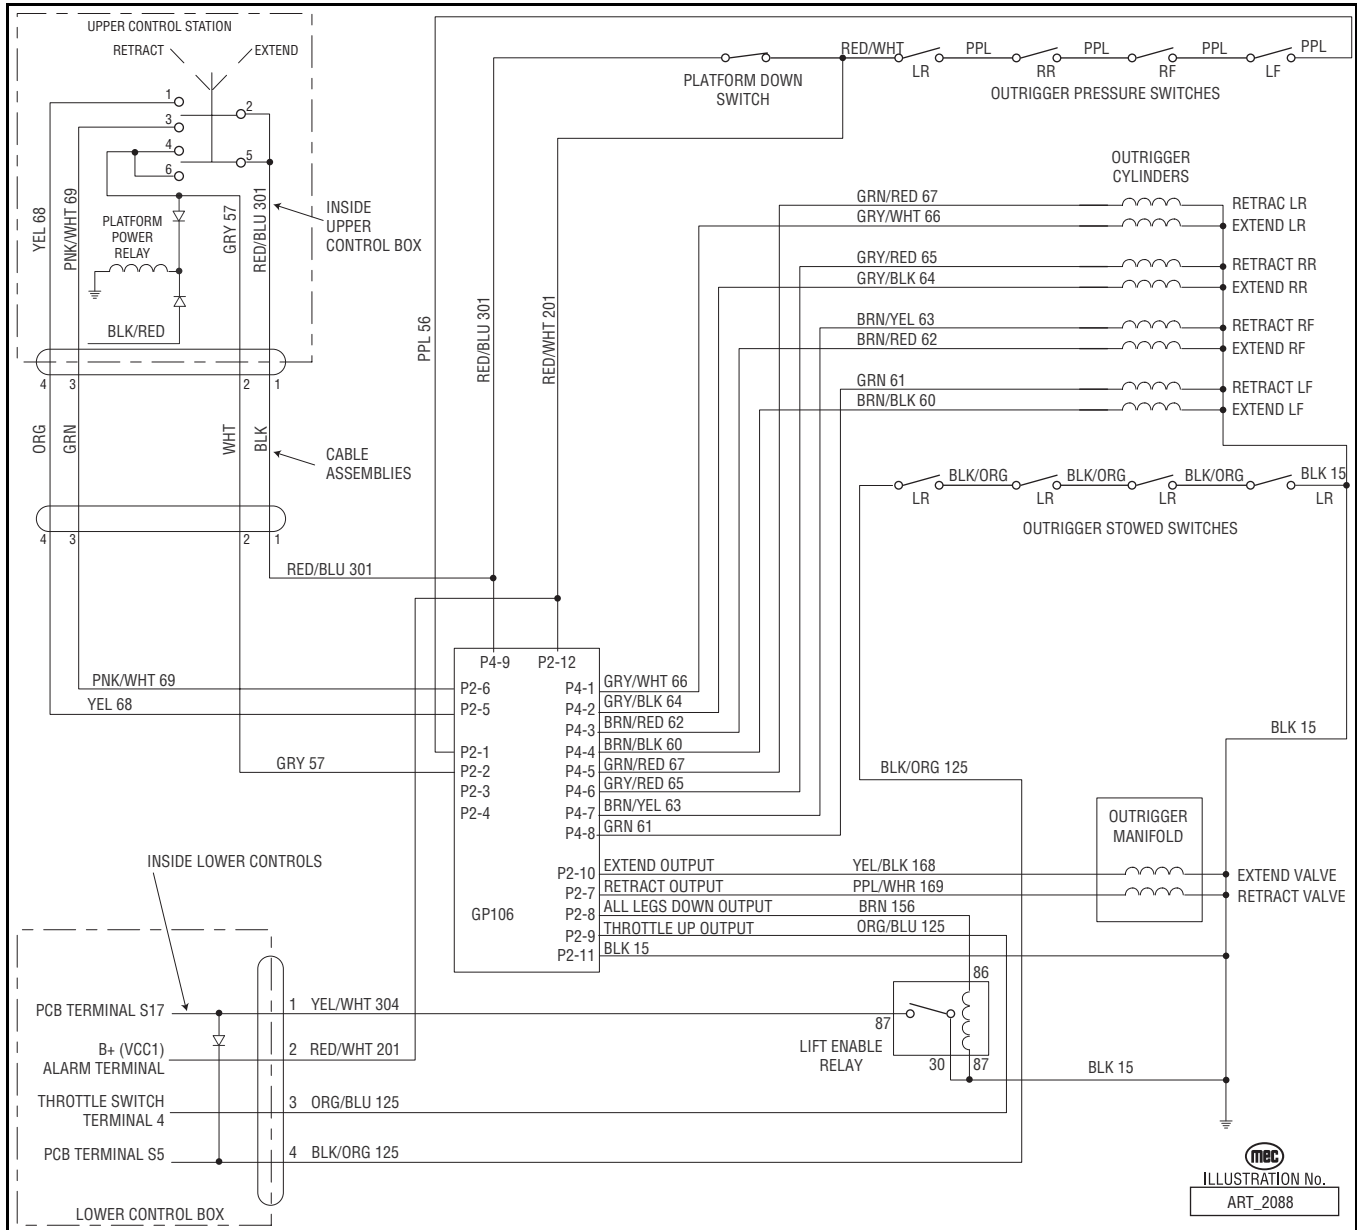 UPPER CONTROL STATION
RETRACT
EXTEND
1
2
3
4
5
6
YEL 68
PNK/WHT 69
PLATFORM
POWER
RELAY
GRY 57
RED/BLU 301
BLK/RED
INSIDE
UPPER
CONTROL BOX
4
3
2
1
ORG
GRN
WHT
BLK
CABLE
ASSEMBLIES
4
3
2
1
RED/BLU 301
PPL 56
RED/BLU 301
RED/WHT 201
PLATFORM DOWN
SWITCH
RED/WHT
PPL
PPL
PPL
PPL
LR
RR
RF
LF
OUTRIGGER PRESSURE SWITCHES
OUTRIGGER
CYLINDERS
GRN/RED 67
RETRAC LR
GRY/WHT 66
EXTEND LR
GRY/RED 65
RETRACT RR
GRY/BLK 64
EXTEND RR
BRN/YEL 63
RETRACT RF
BRN/RED 62
EXTEND RF
GRN 61
RETRACT LF
BRN/BLK 60
EXTEND LF
BLK/ORG
BLK/ORG
BLK/ORG
BLK 15
LR
LR
LR
LR
OUTRIGGER STOWED SWITCHES
PNK/WHT 69
YEL 68
GRY 57
P4-9
P2-12
P2-6
P2-5
P2-1
P2-2
P2-3
P2-4
GP106
P4-1
GRY/WHT 66
P4-2
GRY/BLK 64
P4-3
BRN/RED 62
P4-4
BRN/BLK 60
P4-5
GRN/RED 67
P4-6
GRY/RED 65
P4-7
BRN/YEL 63
P4-8
GRN 61
P2-10
EXTEND OUTPUT
YEL/BLK 168
P2-7
RETRACT OUTPUT
PPL/WHR 169
P2-8
ALL LEGS DOWN OUTPUT
BRN 156
P2-9
THROTTLE UP OUTPUT
ORG/BLU 125
P2-11
BLK 15
BLK/ORG 125
BLK 15
OUTRIGGER
MANIFOLD
EXTEND VALVE
RETRACT VALVE
INSIDE LOWER CONTROLS
PCB TERMINAL S17
1
YEL/WHT 304
B+ (VCC1)
ALARM TERMINAL
2
RED/WHT 201
THROTTLE SWITCH
TERMINAL 4
3
ORG/BLU 125
PCB TERMINAL S5
4
BLK/ORG 125
LOWER CONTROL BOX
86
87
LIFT ENABLE
RELAY
30
87
BLK 15
mec
ILLUSTRATION No.
ART_2088